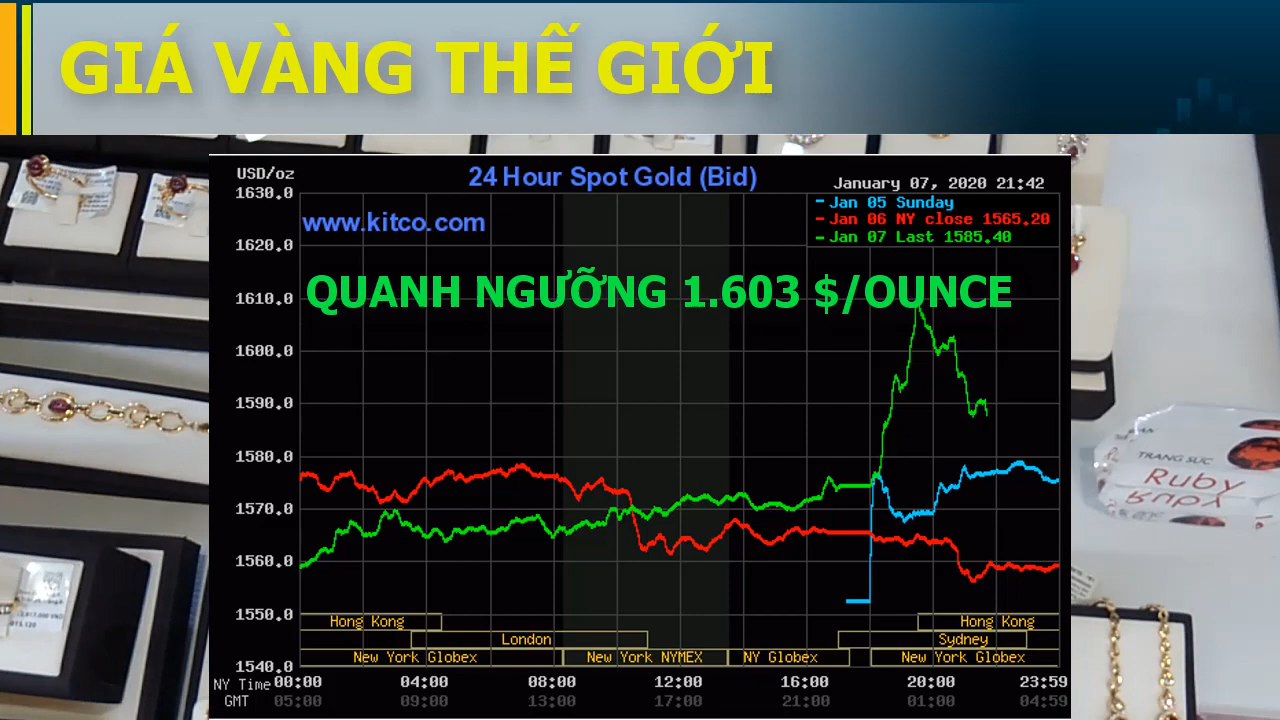 GIÁ VÀNG THẾ GIỚI
USD/oz
24 Hour Spot Gold (Bid)
January 07, 2020 21:42
www.kitco.com
Jan 05 Sunday
Jan 06 NY close 1565.20
Jan 07 Last 1585.40
QUANH NGƯỠNG 1.603 $/OUNCE
1630.0
1620.0
1610.0
1600.0
1590.0
1580.0
1570.0
1560.0
1550.0
1540.0
Hong Kong
Hong Kong
London
Sydney
New York Globex
New York NYMEX
NY Globex
New York Globex
NY Time 00:00 04:00 08:00 12:00 16:00 20:00 23:59
GMT 05:00 09:00 13:00 17:00 21:00 01:00 04:59
TRANG SỨC
Ruby